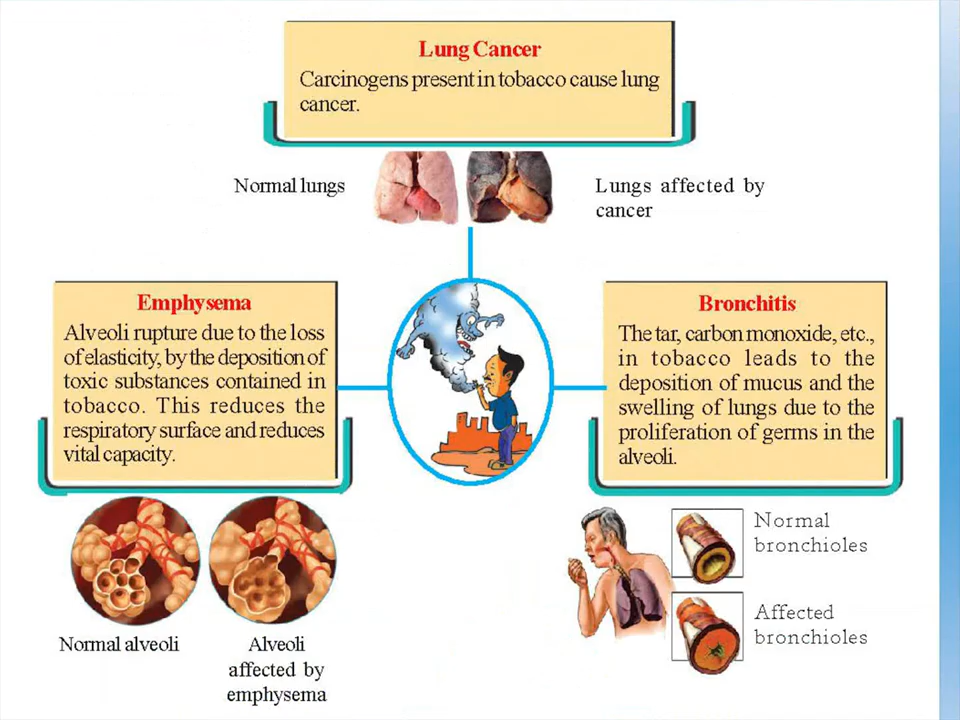 Lung Cancer
Carcinogens present in tobacco cause lung
cancer.
Normal lungs
Lungs affected by
cancer
Emphysema
Alveoli rupture due to the loss
of elasticity, by the deposition of
toxic substances contained in
tobacco. This reduces the
respiratory surface and reduces
vital capacity.
Bronchitis
The tar, carbon monoxide, etc.,
in tobacco leads to the
deposition of mucus and the
swelling of lungs due to the
proliferation of germs in the
alveoli.
Normal alveoli
Alveoli
affected by
emphysema
Normal
bronchioles
Affected
bronchioles